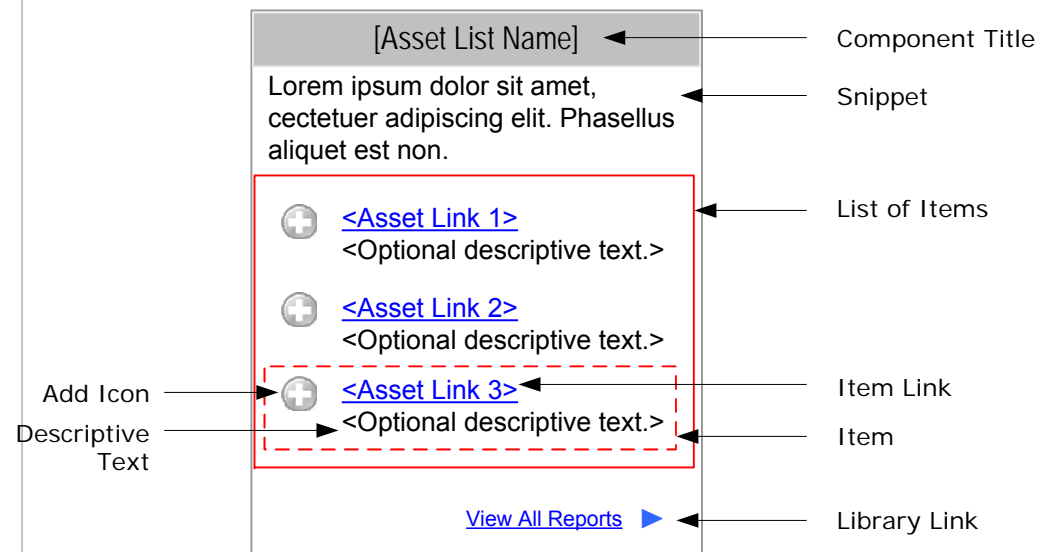 [Asset List Name]
Component Title
Lorem ipsum dolor sit amet,
cectetuer adipiscing elit. Phasellus
aliquet est non.
Snippet
List of Items
<Asset Link 1>
<Optional descriptive text.>
<Asset Link 2>
<Optional descriptive text.>
Add Icon
<Asset Link 3>
Item Link
Descriptive
Text
<Optional descriptive text.>
Item
View All Reports
Library Link